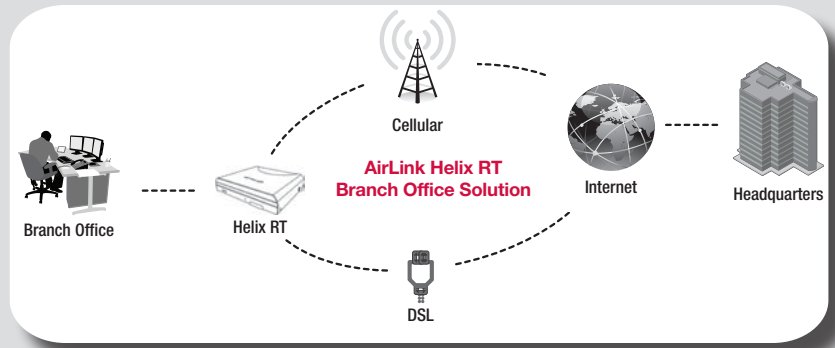 Cellular
AirLink Helix RT
Branch Office Solution
Branch Office
Helix RT
Internet
Headquarters
DSL